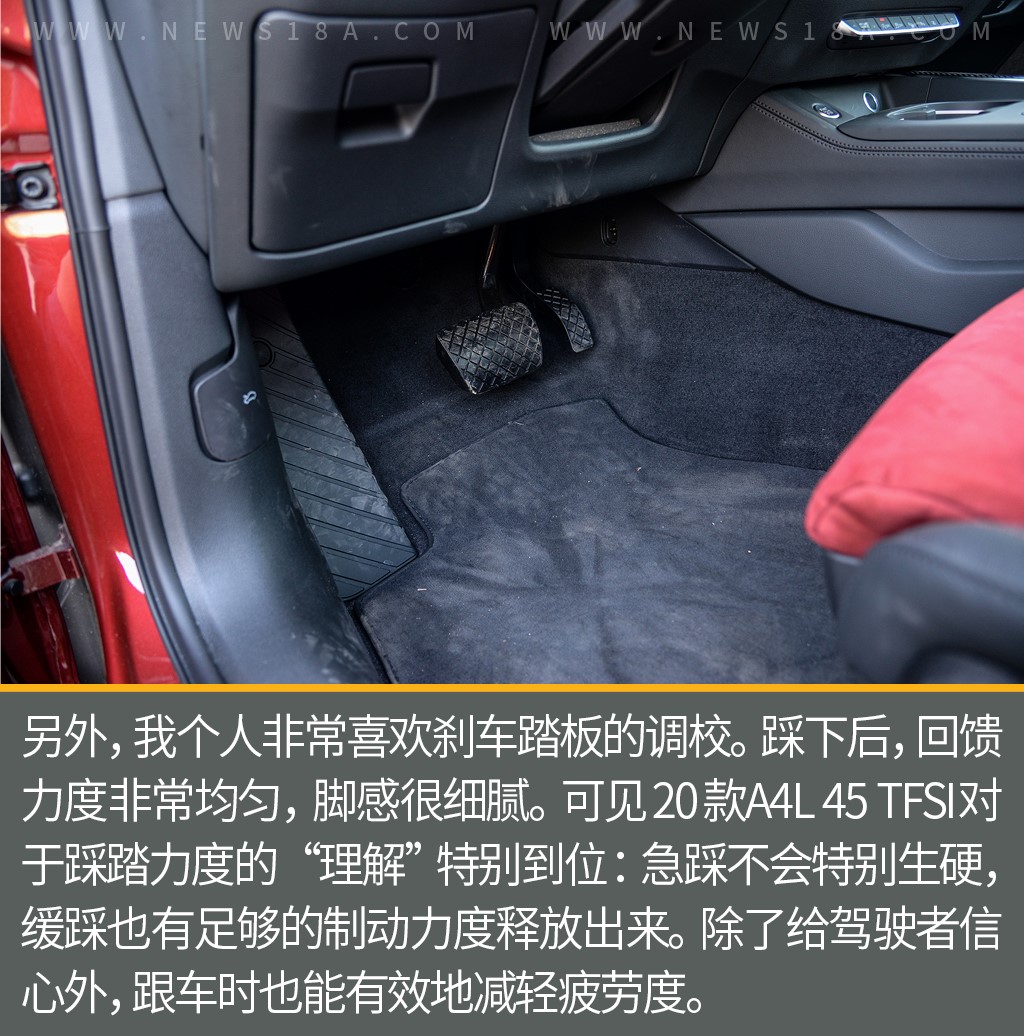 WWW.NEWS18A.COM WWW.NEWS18A.COM
另外，我个人非常喜欢刹车踏板的调校。踩下后，回馈
力度非常均匀，脚感很细腻。可见20款A4L 45 TFSI对
于踩踏力度的“理解”特别到位：急踩不会特别生硬，
缓踩也有足够的制动力度释放出来。除了给驾驶者信
心外，跟车时也能有效地减轻疲劳度。